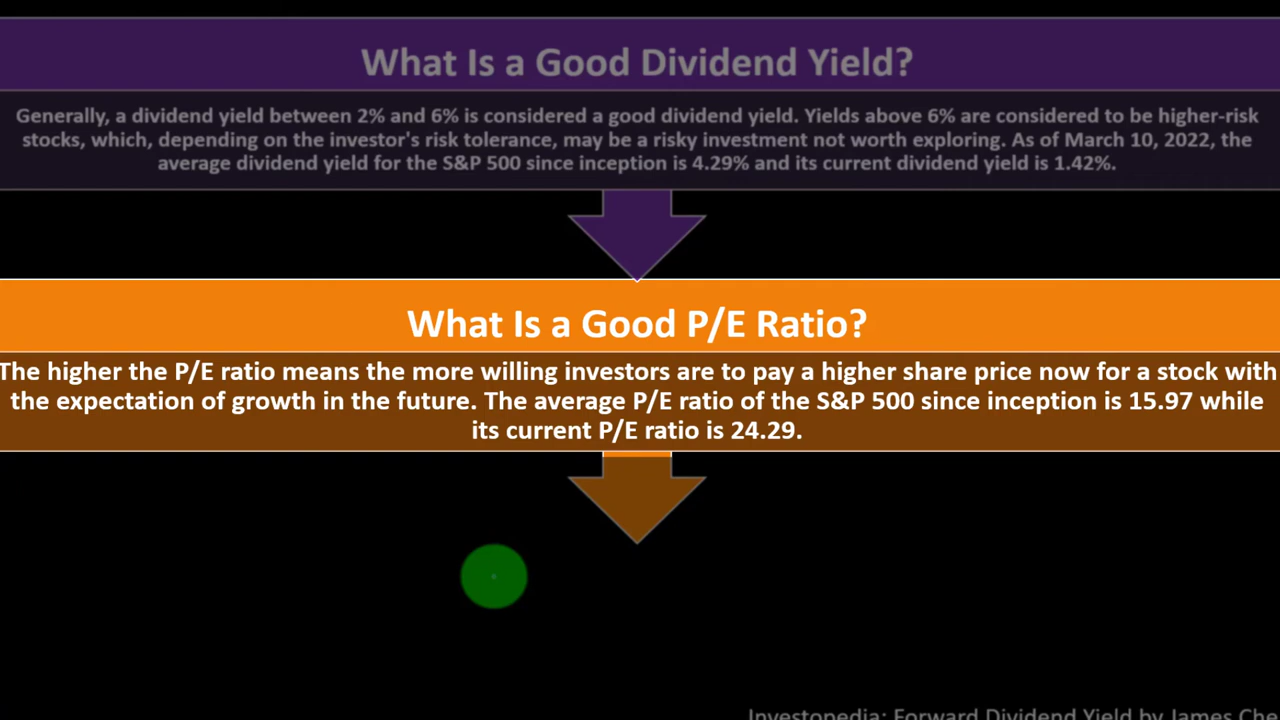 What Is a Good Dividend Yield?
Generally, a dividend yield between 2% and 6% is considered a good dividend yield. Yields above 6% are considered to be higher-risk
stocks, which, depending on the investor's risk tolerance, may be a risky investment not worth exploring. As of March 10, 2022, the
average dividend yield for the S&P 500 since inception is 4.29% and its current dividend yield is 1.42%.
What Is a Good P/E Ratio?
The higher the P/E ratio means the more willing investors are to pay a higher share price now for a stock with
the expectation of growth in the future. The average P/E ratio of the S&P 500 since inception is 15.97 while
its current P/E ratio is 24.29.
Investopedia: Forward Dividend Yield by James Che